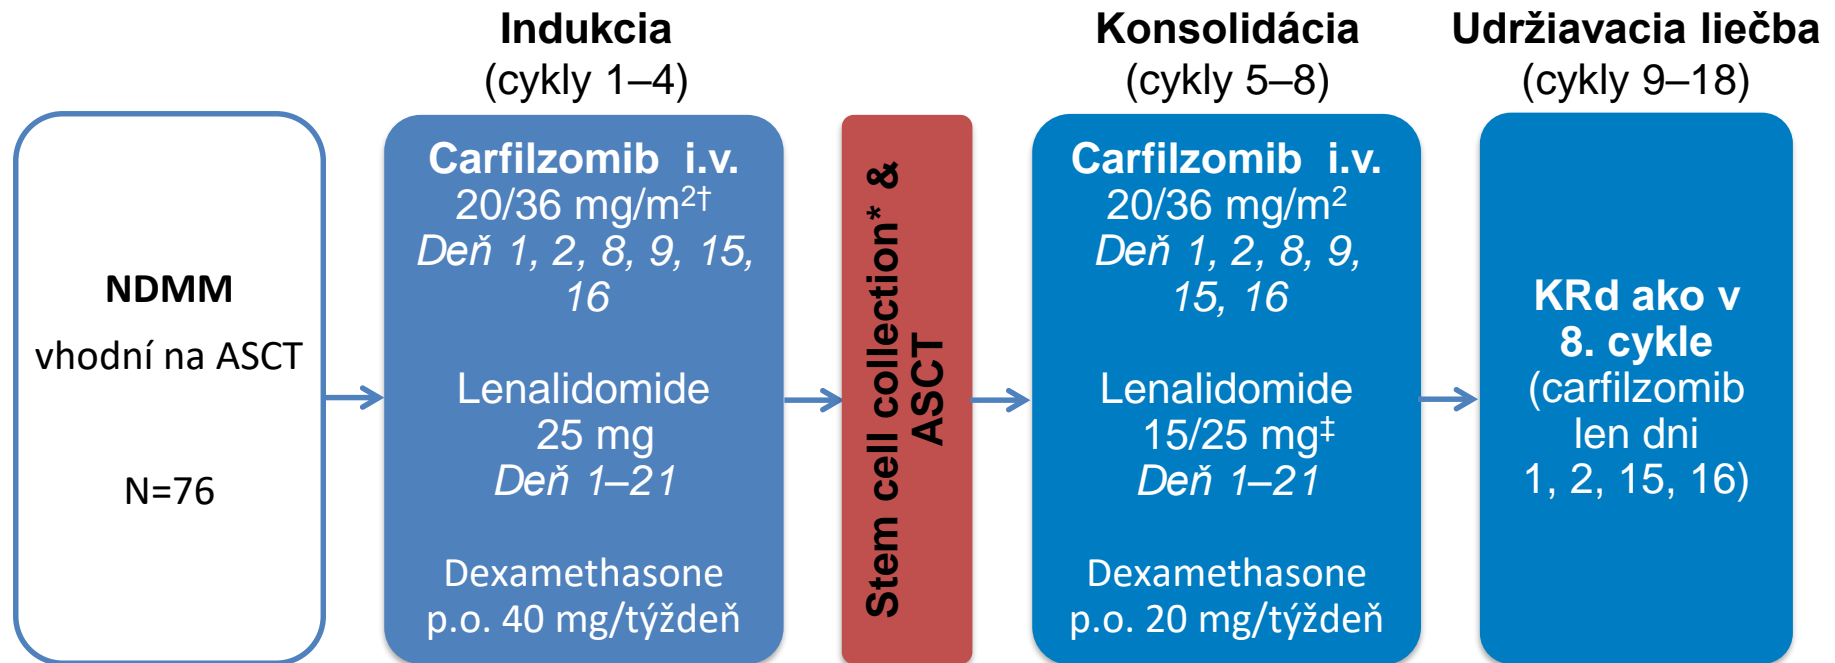 Indukcia
(cykly 1–4)
Konsolidácia
(cykly 5–8)
Udržiavacia liečba
(cykly 9–18)
NDMM
vhodní na ASCT
N=76
Carfilzomib i.v.
20/36 mg/m²†
Deň 1, 2, 8, 9, 15,
16
Lenalidomide
25 mg
Deň 1–21
Dexamethasone
p.o. 40 mg/týždeň
Stem cell collection* &
ASCT
Carfilzomib i.v.
20/36 mg/m²
Deň 1, 2, 8, 9,
15, 16
Lenalidomide
15/25 mg‡
Deň 1–21
Dexamethasone
p.o. 20 mg/týždeň
KRd ako v
8. cykle
(carfilzomib
len dni
1, 2, 15, 16)